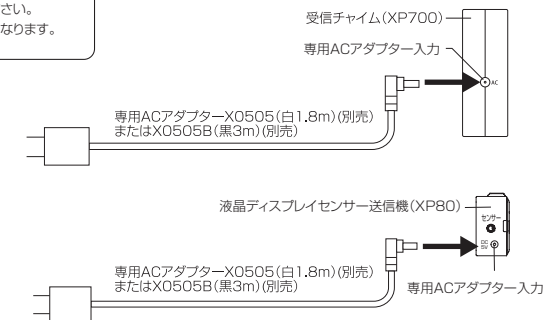 さい。
なります。
受信チャイム(XP700)
専用ACアダプター入力
AC
専用ACアダプターX0505(白1.8m)(別売)
またはX0505B(黒3m)(別売)
液晶ディスプレイセンサー送信機(XP80)
センサー
DC
5V
専用ACアダプターX0505(白1.8m)(別売)
またはX0505B(黒3m)(別売)
専用ACアダプター入力